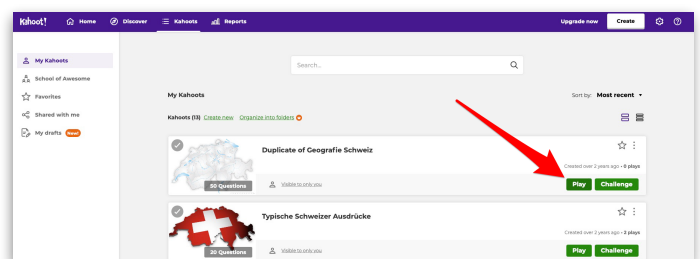 Kahoot! Home Discover Kahoots Reports Upgrade now Create
My Kahoots
School of Awesome
Favorites
Shared with me
My drafts New!
Search...
My Kahoots Sort by: Most recent
Kahoots (13) Create new Organize into folders
Duplicate of Geografie Schweiz
Created over 2 years ago • 0 plays
50 Questions Visible to only you Play Challenge
Typische Schweizer Ausdrücke
Created over 2 years ago • 2 plays
30 Questions Visible to only you Play Challenge